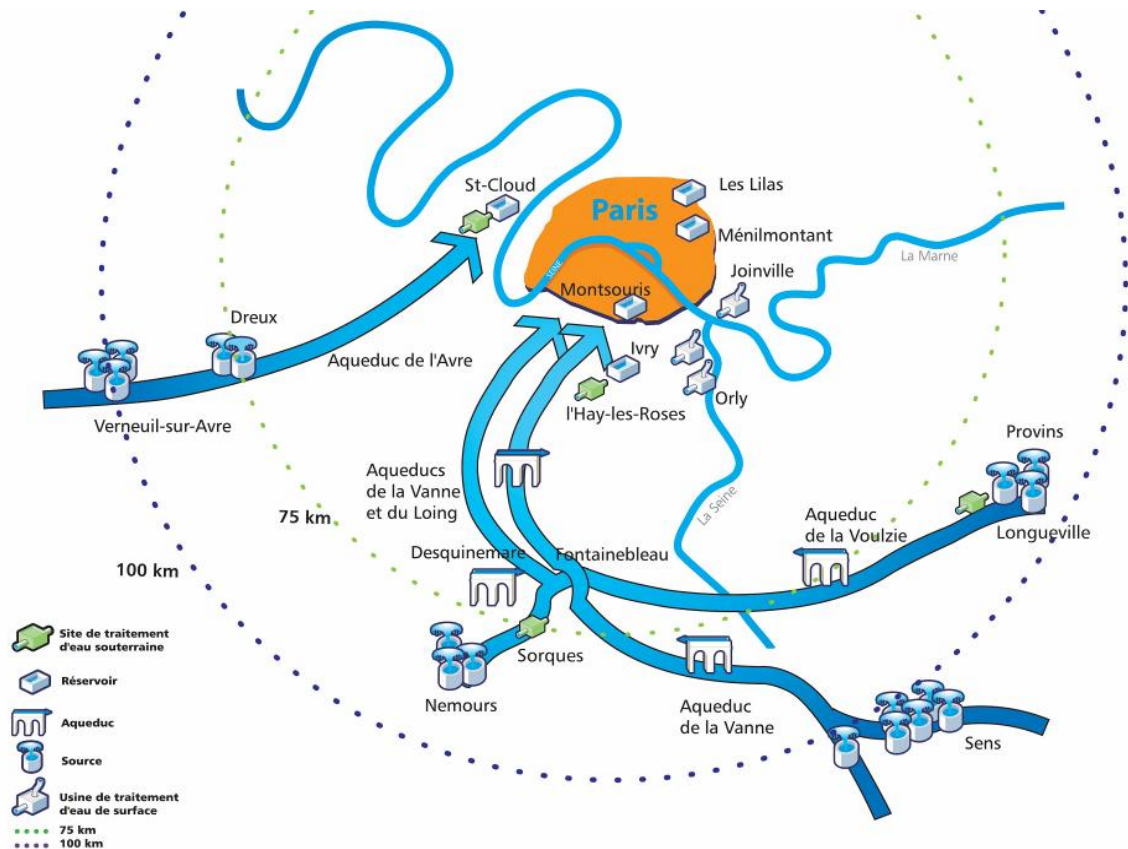 St-Cloud
Les Lilas
Paris
Ménilmontant
La Marne
SEINE
Joinville
Montsouris
Dreux
Ivry
Aqueduc de l'Avre
Orly
l'Hay-les-Roses
Verneuil-sur-Avre
Provins
Aqueducs
de la Vanne
et du Loing
La Seine
75 km
Aqueduc
de la Voulzie
Longueville
Desquinemare
Fontainebleau
100 km
Sorques
Nemours
Aqueduc
de la Vanne
Sens
Site de traitement
d'eau souterraine
Réservoir
Aqueduc
Source
Usine de traitement
d'eau de surface
75 km
100 km